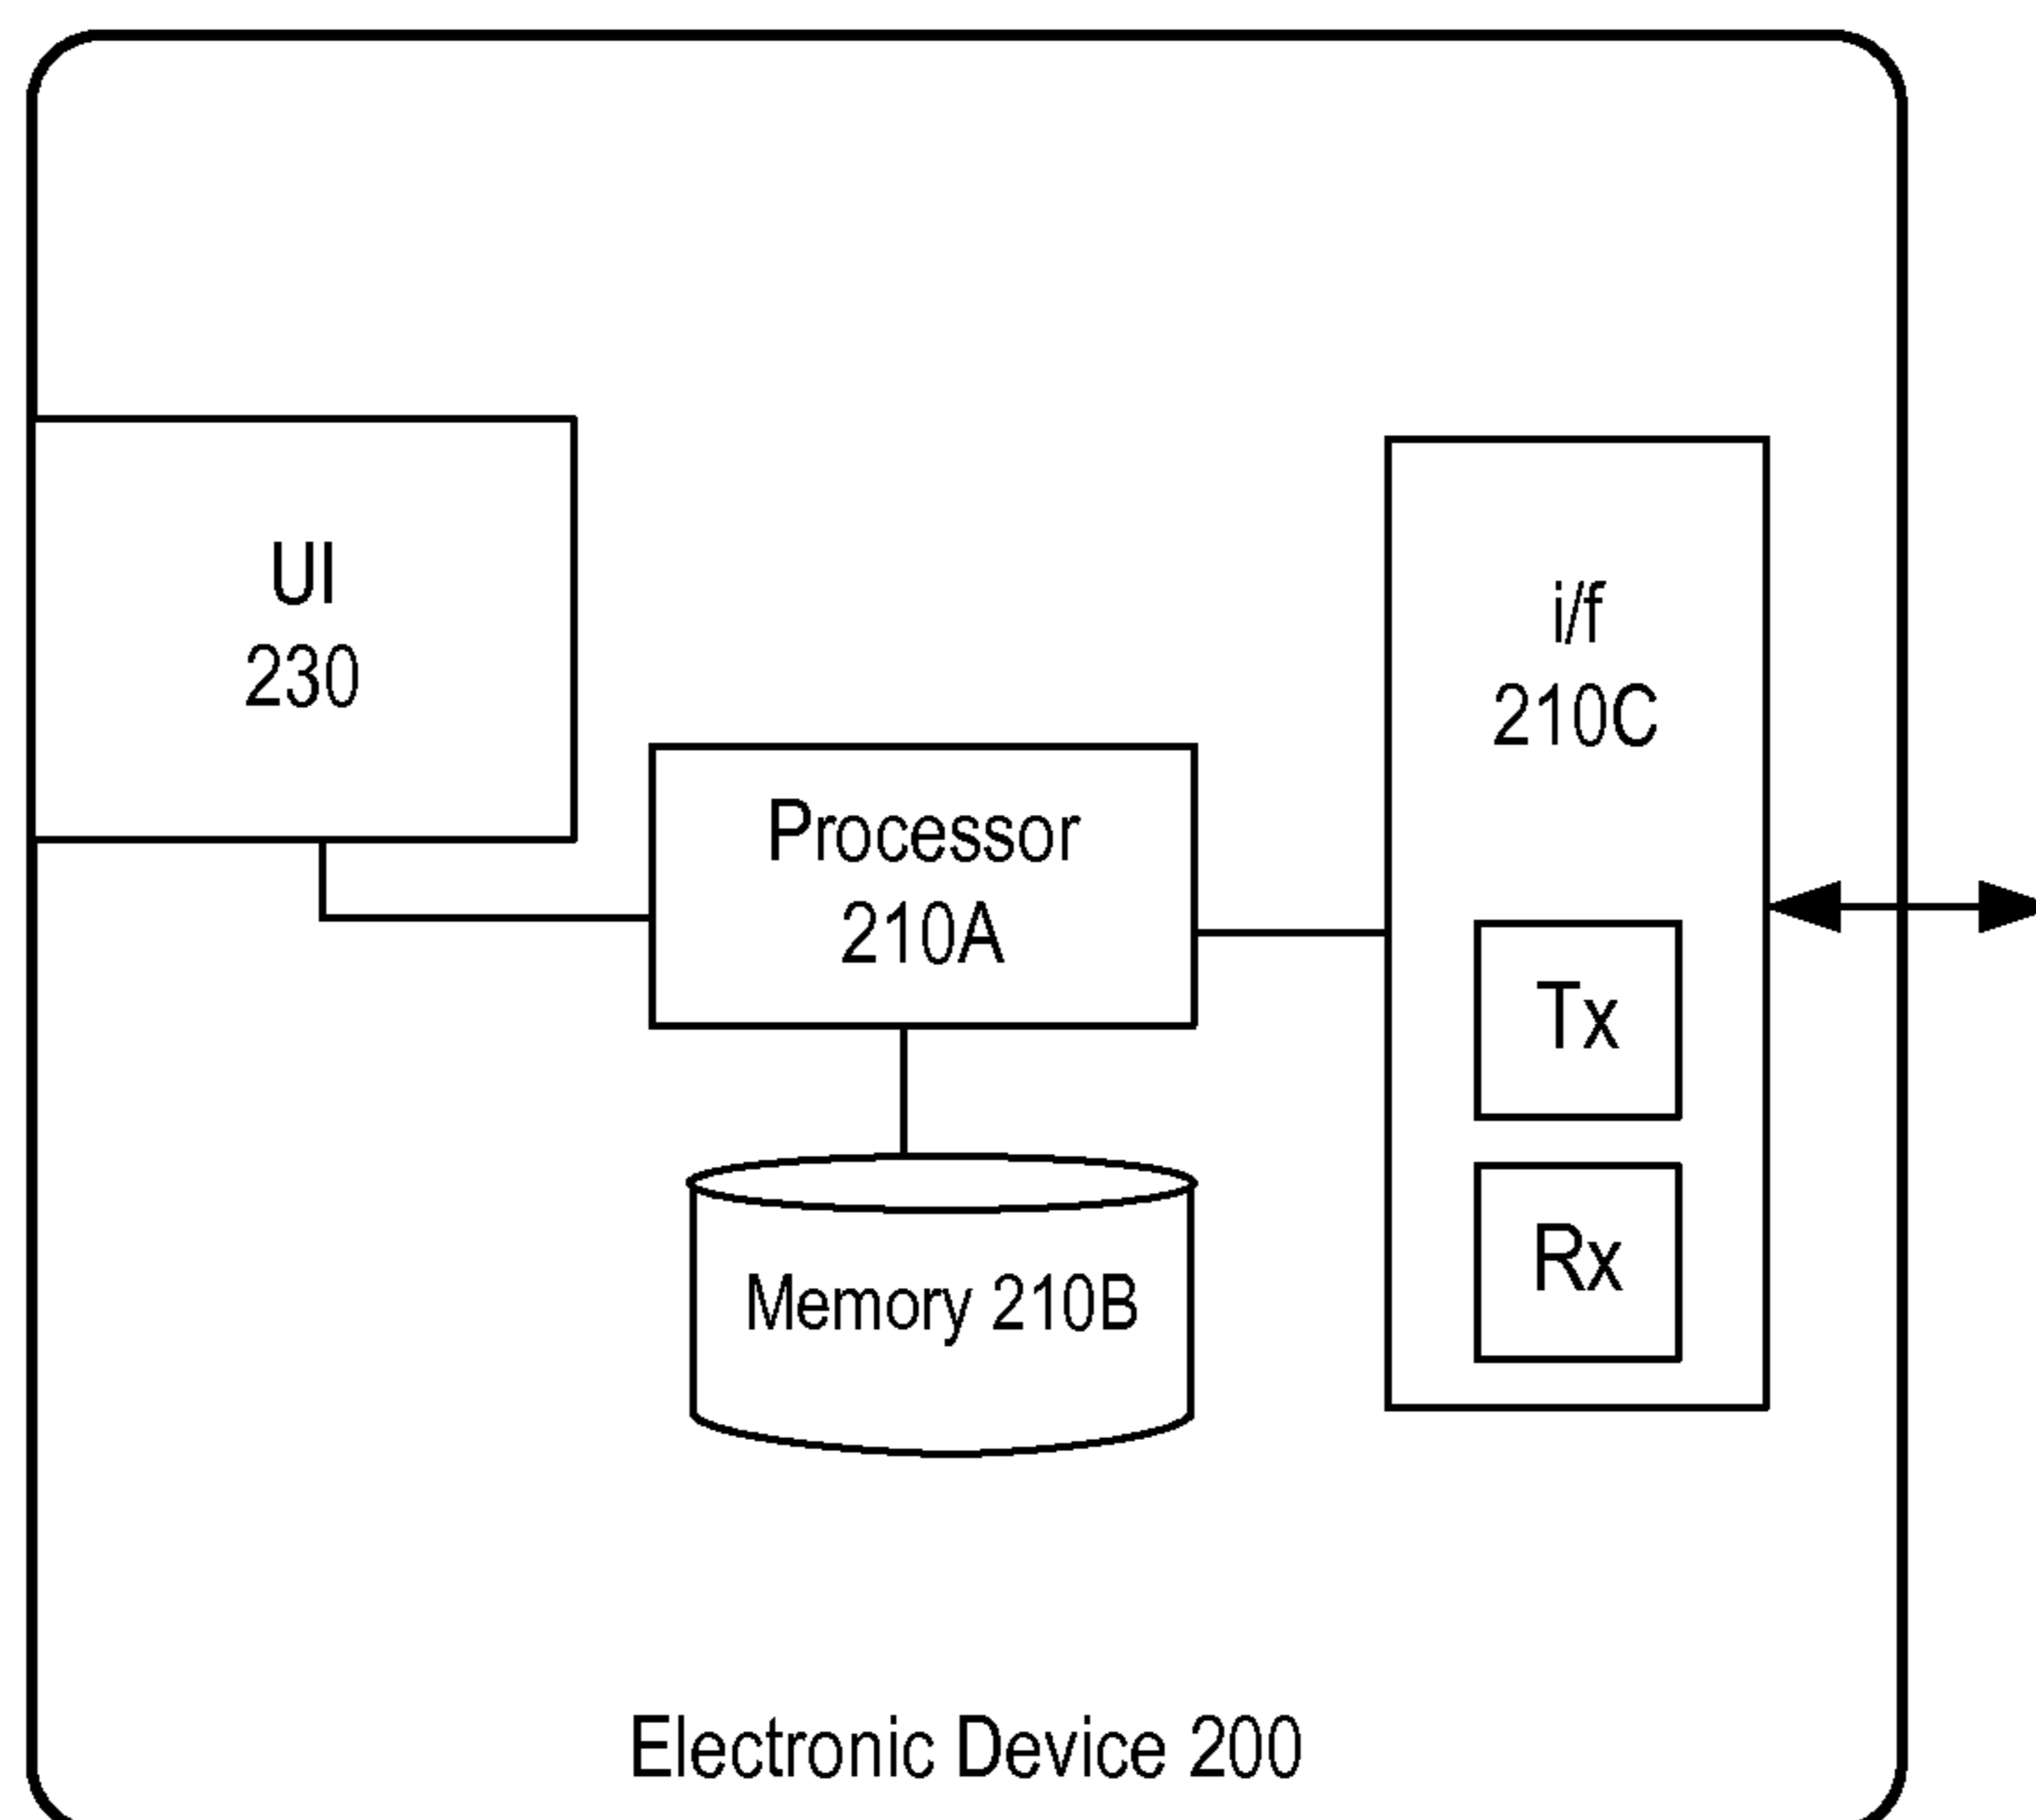 UI
230
i/f
210C
Processor
210A
Tx
Rx
Memory 210B
Electronic Device 200